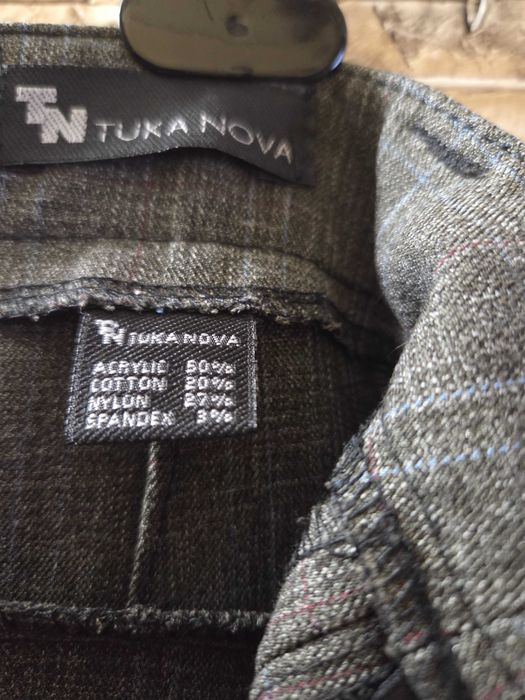 TN TUKA NOVA
TN TUKA NOVA
ACRYLIC 50%
COTTON 20%
NYLON 27%
SPANDEX 3%